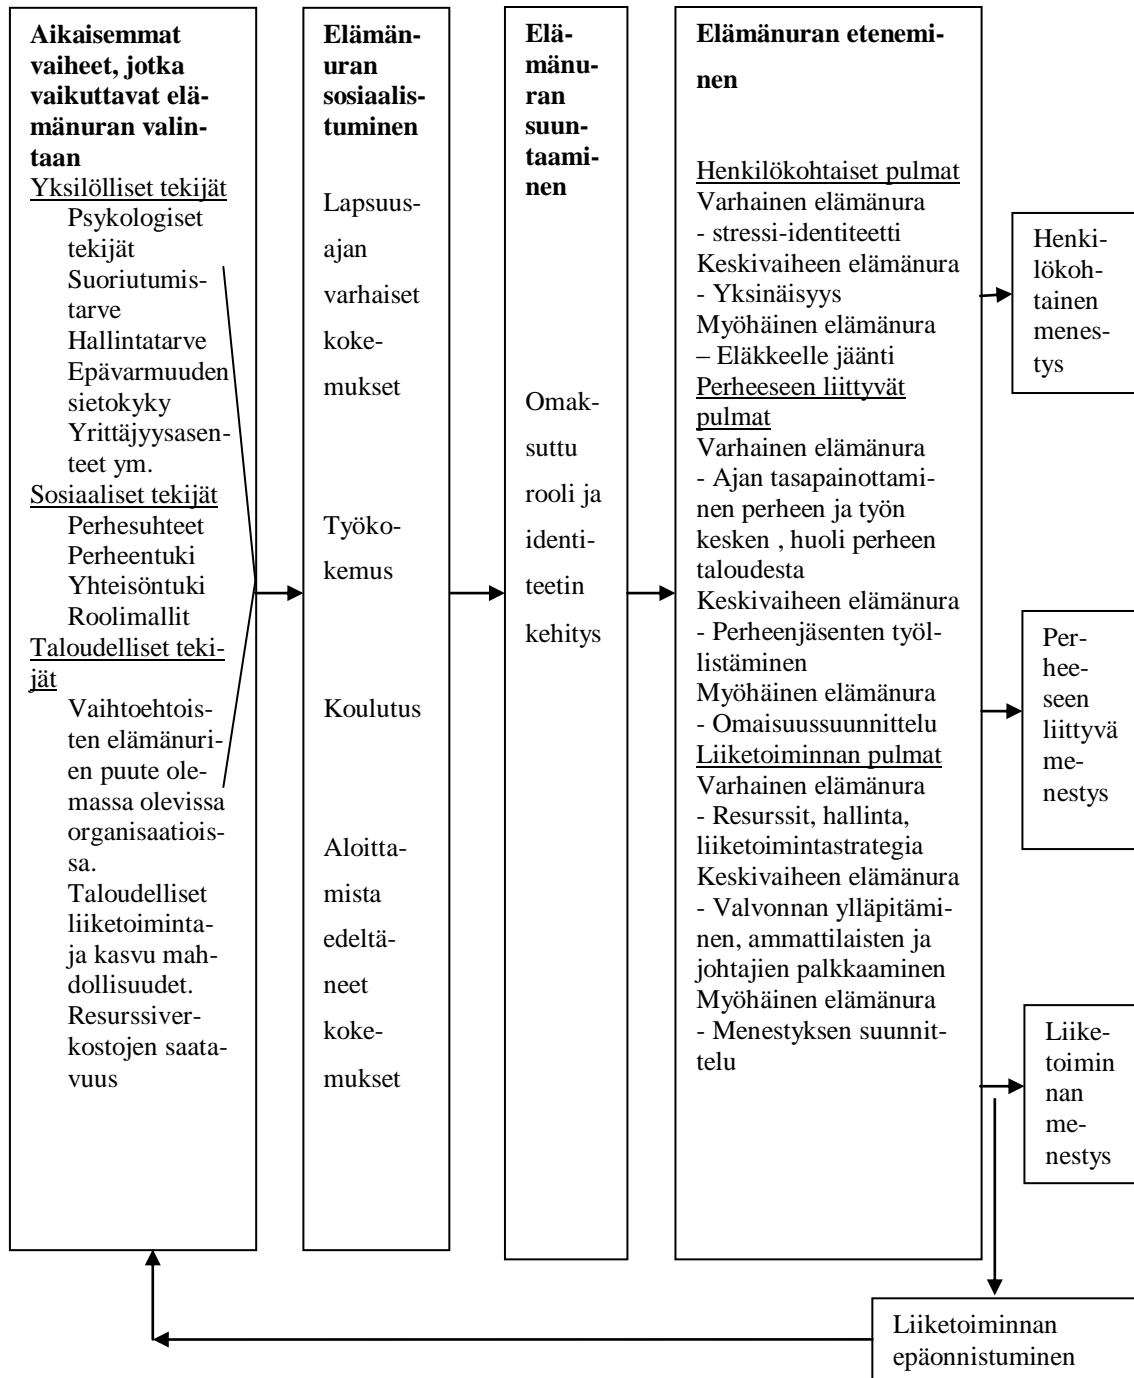 Aikaisemmat
vaiheet, jotka
vaikuttavat elä-
mänuran valin-
taan
Yksilölliset tekijät
Psykologiset
tekijät
Suoriutumis-
tarve
Hallintatarve
Epävarmuuden
sietokyky
Yrittäjyysasen-
teet ym.
Sosiaaliset tekijät
Perhesuhteet
Perheentuki
Yhteisöntuki
Roolimallit
Taloudelliset teki-
jät
Vaihtoehtois-
ten elämänuri-
en puute ole-
massa olevissa
organisaatiois-
sa.
Taloudelliset
liiketoiminta-
ja kasvu mah-
dollisuudet.
Resurssiver-
kostojen saata-
vuus
Elämän-
uran
sosiaalis-
tuminen
Lapsuus-
ajan
varhaiset
koke-
mukset
Työko-
kemus
Koulutus
Aloitta-
mista
edeltä-
neet
koke-
mukset
Elä-
mänu-
ran
suun-
taami-
nen
Omak-
suttu
rooli ja
identi-
teetin
kehitys
Elämänuran etenemi-
nen
Henkilökohtaiset pulmat
Varhainen elämänura
- stressi-identiteetti
Keskivaiheen elämänura
- Yksinäisyys
Myöhäinen elämänura
– Eläkkeelle jäänti
Perheeseen liittyvät
pulmat
Varhainen elämänura
- Ajan tasapainottami-
nen perheen ja työn
kesken , huoli perheen
taloudesta
Keskivaiheen elämänura
- Perheenjäsenten työl-
listäminen
Myöhäinen elämänura
- Omaisuussuunnittelu
Liiketoiminnan pulmat
Varhainen elämänura
- Resurssit, hallinta,
liiketoimintastrategia
Keskivaiheen elämänura
- Valvonnan ylläpitämi-
nen, ammattilaisten ja
johtajien palkkaaminen
Myöhäinen elämänura
- Menestyksen suunnit-
telu
Henki-
lökoh-
tainen
menes-
tys
Per-
hee-
seen
liittyvä
me-
nestys
Liike-
toimin
nan
me-
nestys
Liiketoiminnan
epäonnistuminen